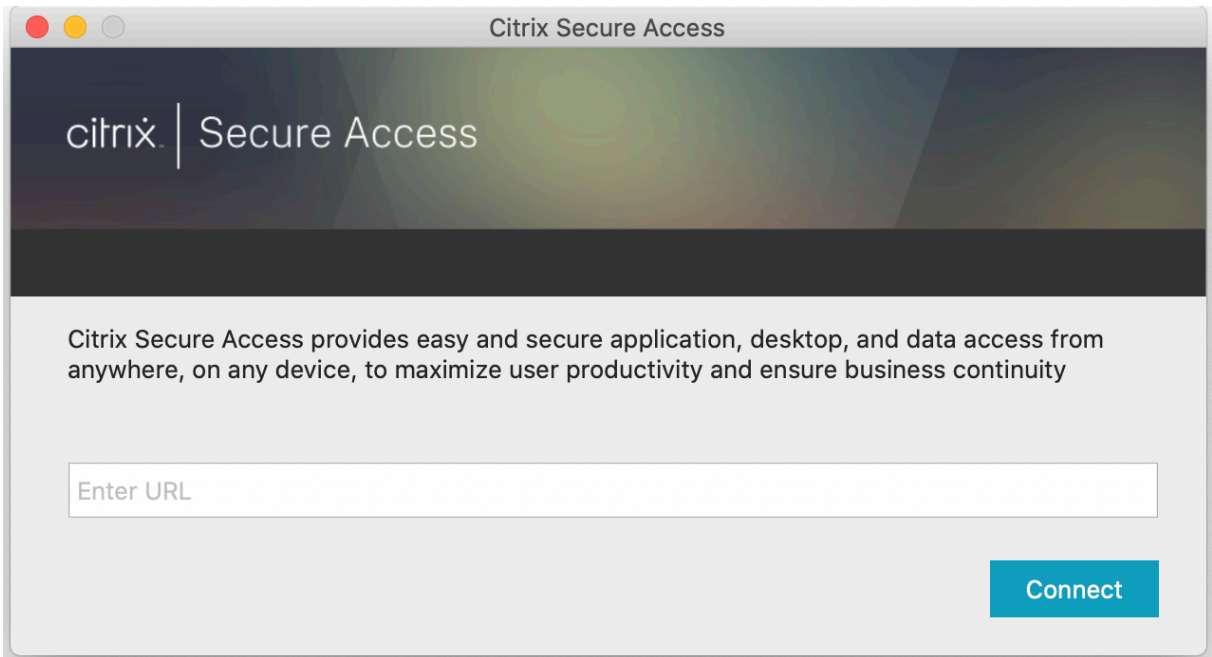 Citrix Secure Access
citrix™ | Secure Access
Citrix Secure Access provides easy and secure application, desktop, and data access from
anywhere, on any device, to maximize user productivity and ensure business continuity
Enter URL
Connect